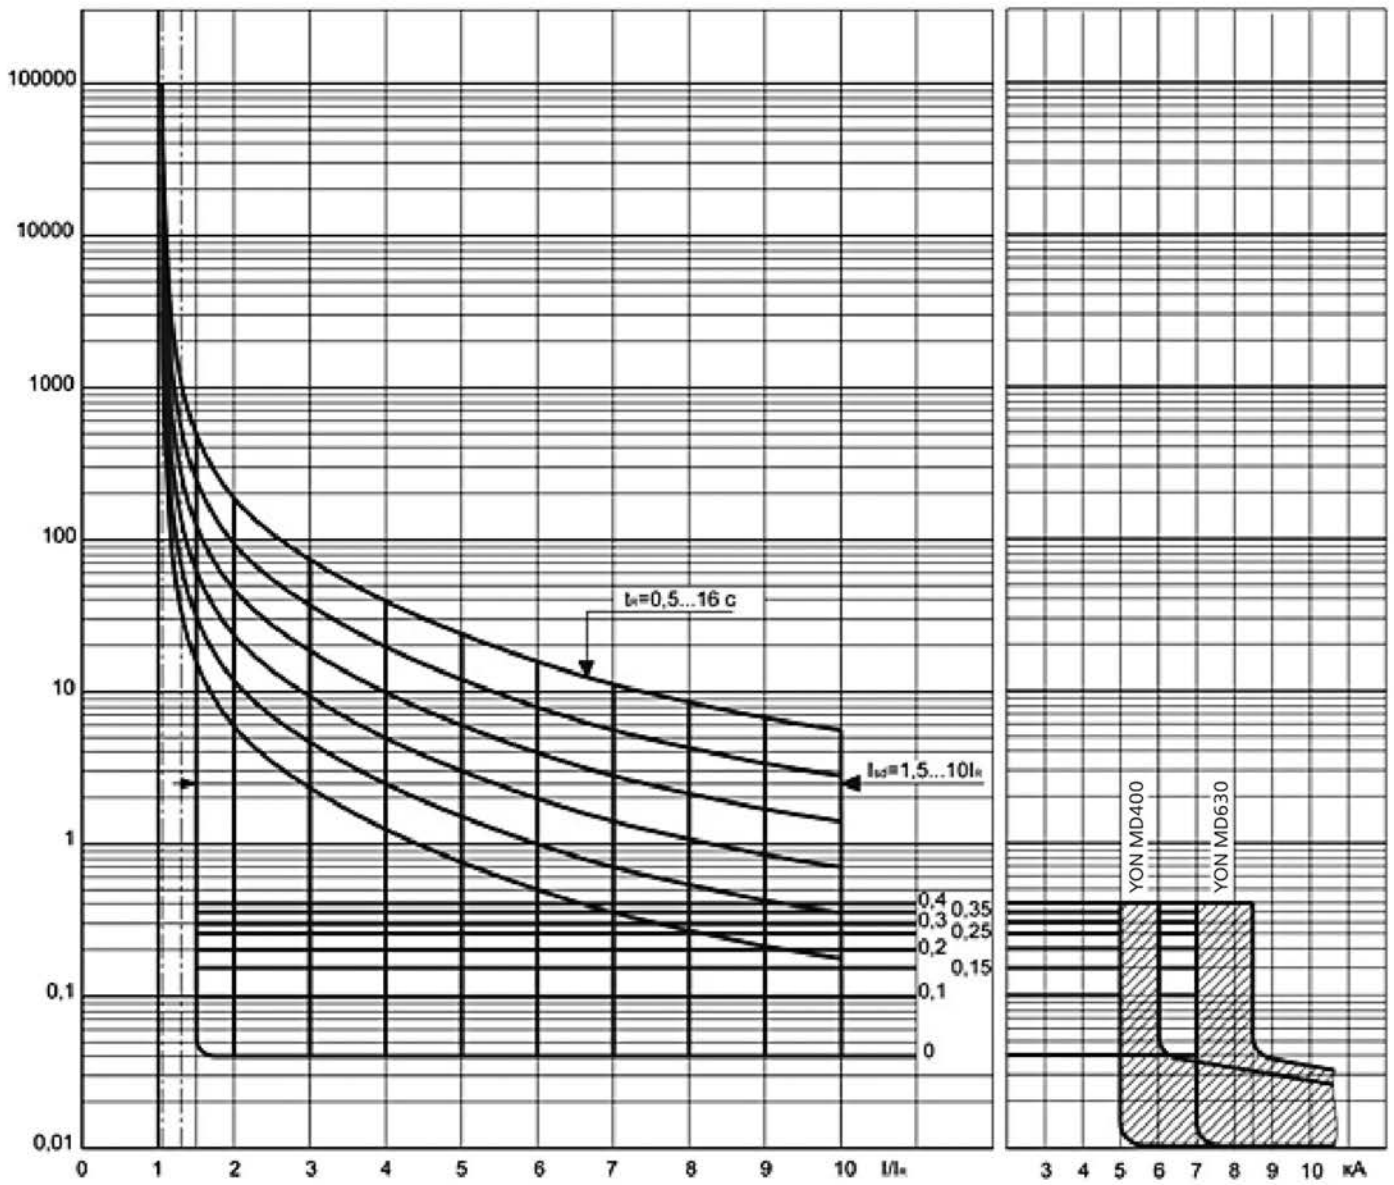 100000
10000
1000
100
tR=0,5...16 с
10
Isd=1,5...10IR
YON MD400
YON MD630
1
0,4
0,35
0,3
0,25
0,2
0,15
0,1
0,1
0
0,01
0 1 2 3 4 5 6 7 8 9 10 I/IR
3 4 5 6 7 8 9 10 кА